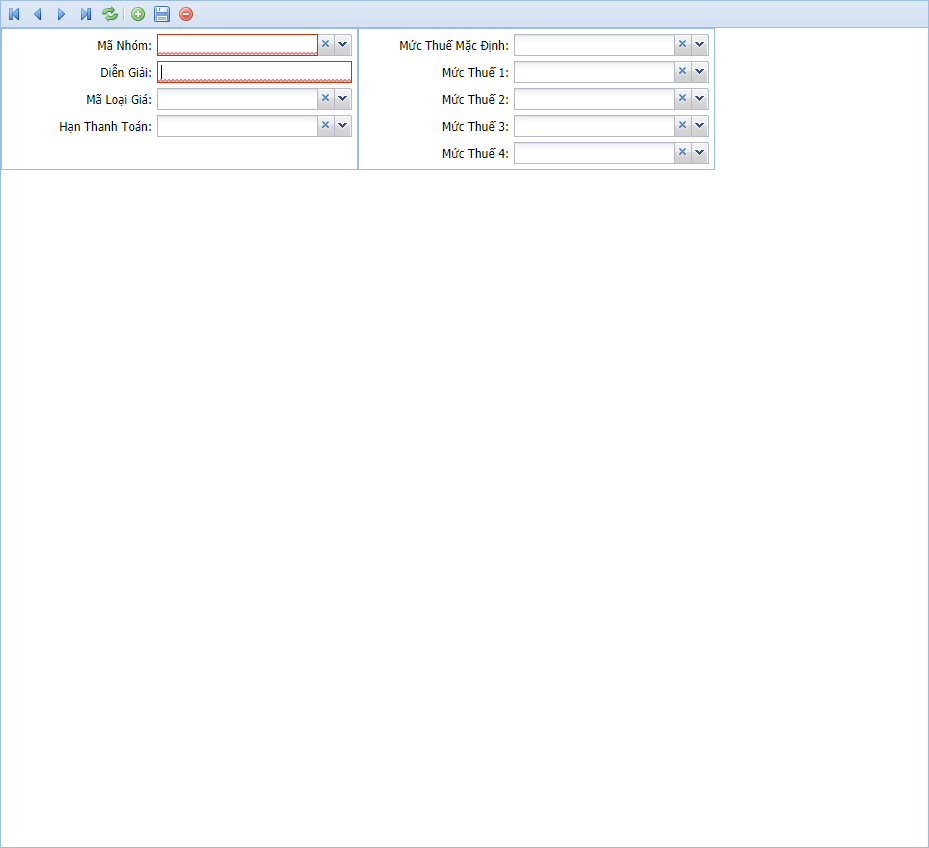 Mã Nhóm:
Diễn Giải:
Mã Loại Giá:
Hạn Thanh Toán:
Mức Thuế Mặc Định:
Mức Thuế 1:
Mức Thuế 2:
Mức Thuế 3:
Mức Thuế 4: